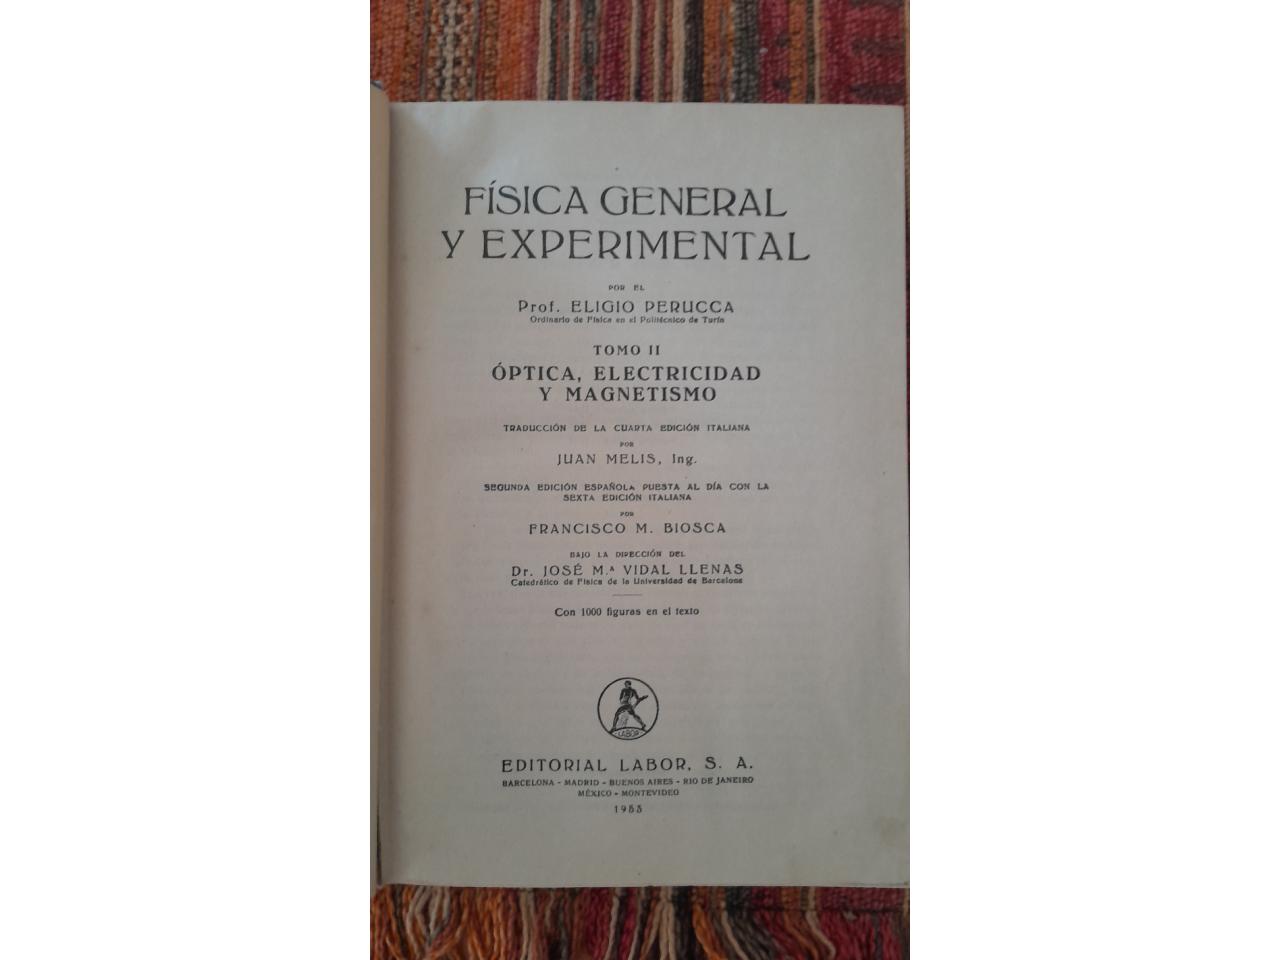 FÍSICA GENERAL
Y EXPERIMENTAL
POR EL
Prof. ELIGIO PERUCCA
Ordinario de Física en el Politécnico de Turín
TOMO II
ÓPTICA, ELECTRICIDAD
Y MAGNETISMO
TRADUCCIÓN DE LA CUARTA EDICIÓN ITALIANA
POR
JUAN MELIS, Ing.
SEGUNDA EDICIÓN ESPAÑOLA PUESTA AL DÍA CON LA
SEXTA EDICIÓN ITALIANA
POR
FRANCISCO M. BIOSCA
BAJO LA DIRECCIÓN DEL
Dr. JOSÉ M.ª VIDAL LLENAS
Catedrático de Física de la Universidad de Barcelona
Con 1000 figuras en el texto
LABOR
EDITORIAL LABOR, S. A.
BARCELONA - MADRID - BUENOS AIRES - RIO DE JANEIRO
MÉXICO - MONTEVIDEO
1953